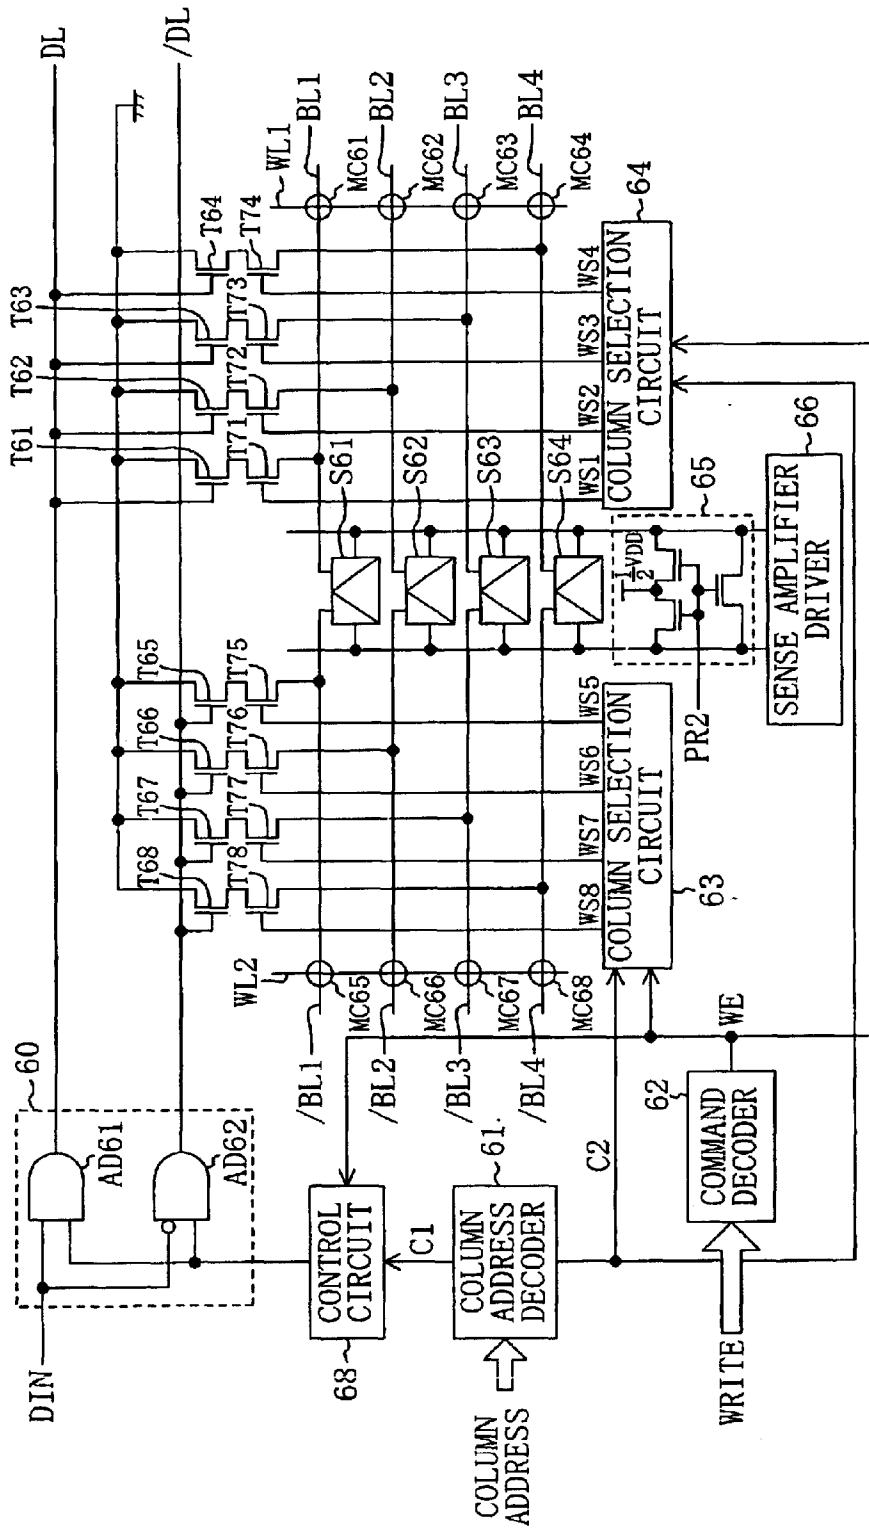 DIN
60
AD61
AD62
DL
/DL
CONTROL
CIRCUIT
68
C1
COLUMN
ADDRESS
COLUMN
ADDRESS
DECODER
61
WRITE
COMMAND
DECODER
62
WE
C2
T68
T67
T66
T65
T78
T77
T76
T75
T61
T62
T63
T64
T71
T72
T73
T74
WL2
WL1
/BL1
MC65
/BL2
MC66
/BL3
MC67
/BL4
MC68
BL1
MC61
BL2
MC62
BL3
MC63
BL4
MC64
S61
S62
S63
S64
WS8
WS7
WS6
WS5
COLUMN SELECTION
CIRCUIT
63
WS1
WS2
WS3
WS4
COLUMN SELECTION
CIRCUIT
64
1/2 VDD
65
PR2
SENSE AMPLIFIER
DRIVER
66